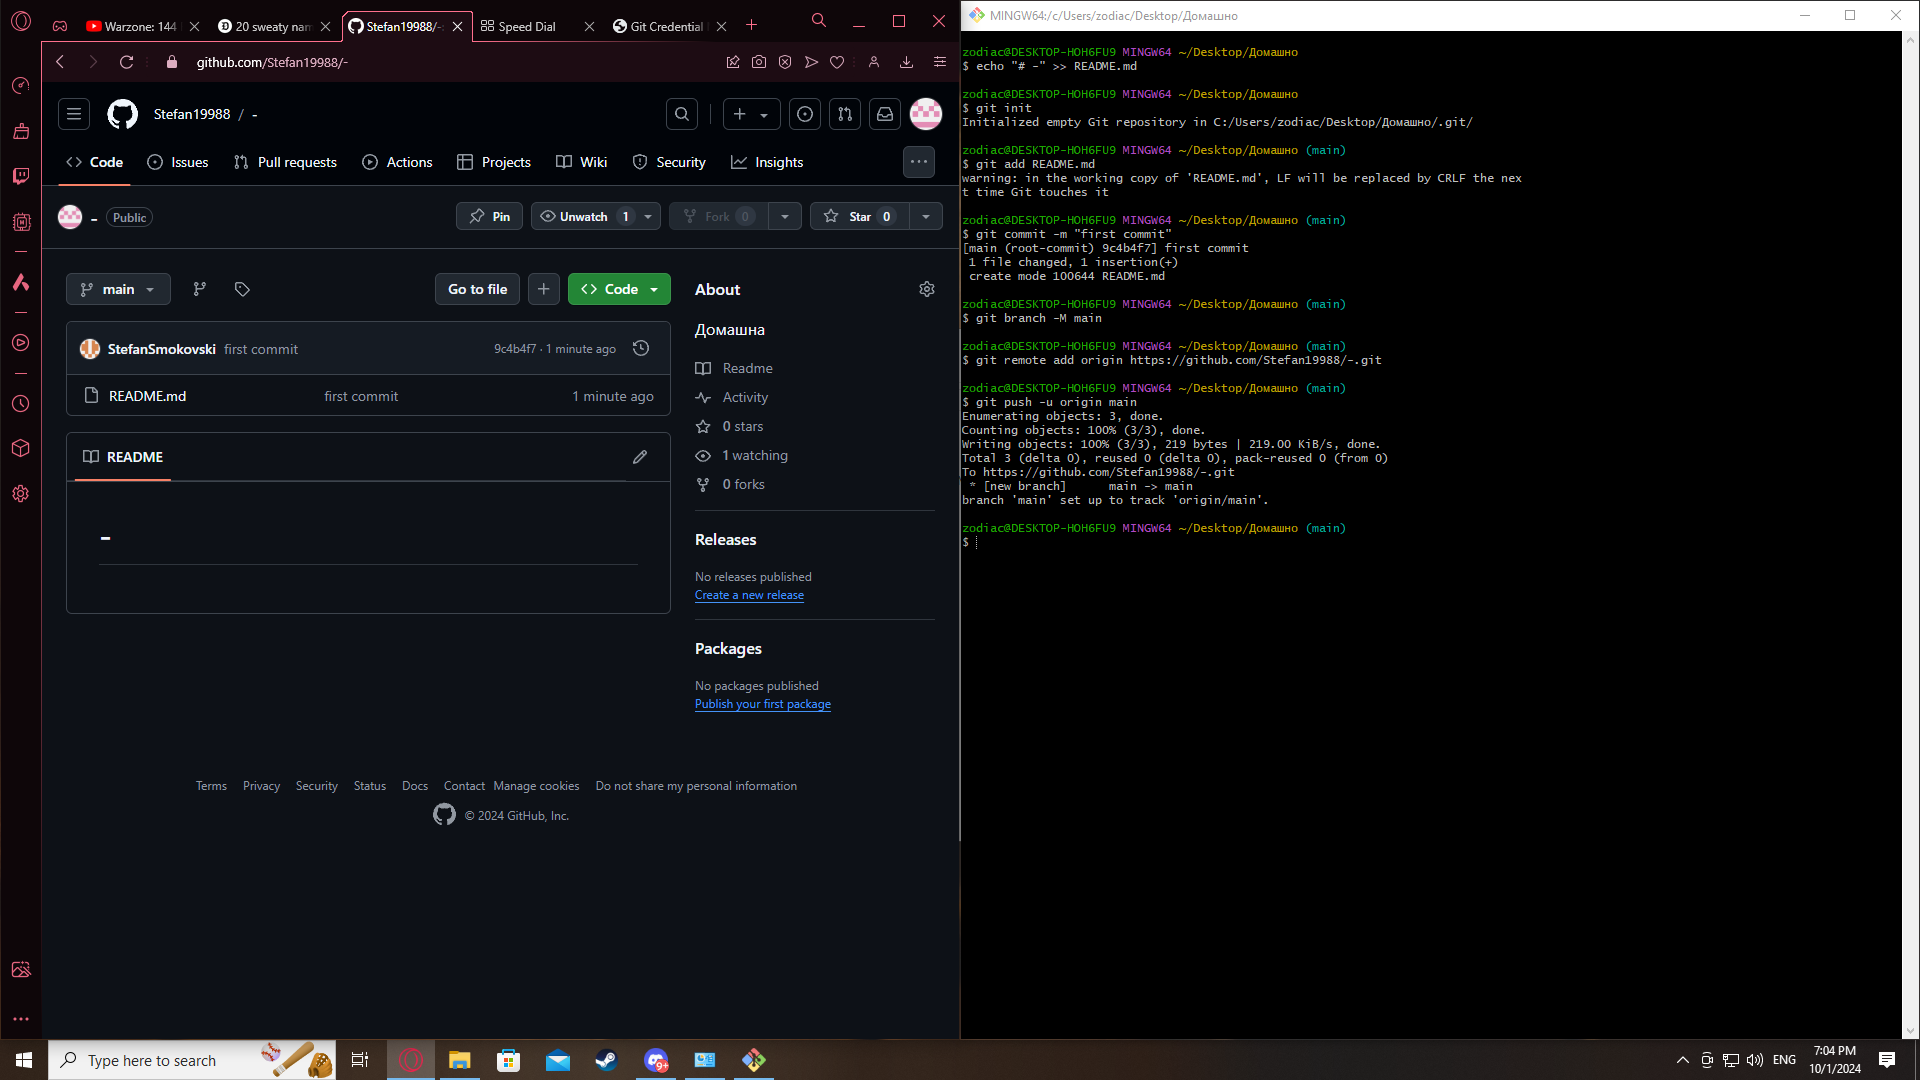 Warzone: 144
20 sweaty nam
Stefan19988/-
Speed Dial
Git Credential
github.com/Stefan19988/-
Stefan19988 / -
Code
Issues
Pull requests
Actions
Projects
Wiki
Security
Insights
- Public
Pin
Unwatch 1
Fork 0
Star 0
main
Go to file
Code
StefanSmokovski first commit
9c4b4f7 · 1 minute ago
README.md
first commit
1 minute ago
README
-
About
Домашна
Readme
Activity
0 stars
1 watching
0 forks
Releases
No releases published
Create a new release
Packages
No packages published
Publish your first package
Terms
Privacy
Security
Status
Docs
Contact
Manage cookies
Do not share my personal information
© 2024 GitHub, Inc.
MINGW64:/c/Users/zodiac/Desktop/Домашно
zodiac@DESKTOP-HOH6FU9 MINGW64 ~/Desktop/Домашно
$ echo "# -" >> README.md
zodiac@DESKTOP-HOH6FU9 MINGW64 ~/Desktop/Домашно
$ git init
Initialized empty Git repository in C:/Users/zodiac/Desktop/Домашно/.git/
zodiac@DESKTOP-HOH6FU9 MINGW64 ~/Desktop/Домашно (main)
$ git add README.md
warning: in the working copy of 'README.md', LF will be replaced by CRLF the nex
t time Git touches it
zodiac@DESKTOP-HOH6FU9 MINGW64 ~/Desktop/Домашно (main)
$ git commit -m "first commit"
[main (root-commit) 9c4b4f7] first commit
1 file changed, 1 insertion(+)
create mode 100644 README.md
zodiac@DESKTOP-HOH6FU9 MINGW64 ~/Desktop/Домашно (main)
$ git branch -M main
zodiac@DESKTOP-HOH6FU9 MINGW64 ~/Desktop/Домашно (main)
$ git remote add origin https://github.com/Stefan19988/-.git
zodiac@DESKTOP-HOH6FU9 MINGW64 ~/Desktop/Домашно (main)
$ git push -u origin main
Enumerating objects: 3, done.
Counting objects: 100% (3/3), done.
Writing objects: 100% (3/3), 219 bytes | 219.00 KiB/s, done.
Total 3 (delta 0), reused 0 (delta 0), pack-reused 0 (from 0)
To https://github.com/Stefan19988/-.git
* [new branch] main -> main
branch 'main' set up to track 'origin/main'.
zodiac@DESKTOP-HOH6FU9 MINGW64 ~/Desktop/Домашно (main)
$
Type here to search
9+
ENG
7:04 PM
10/1/2024